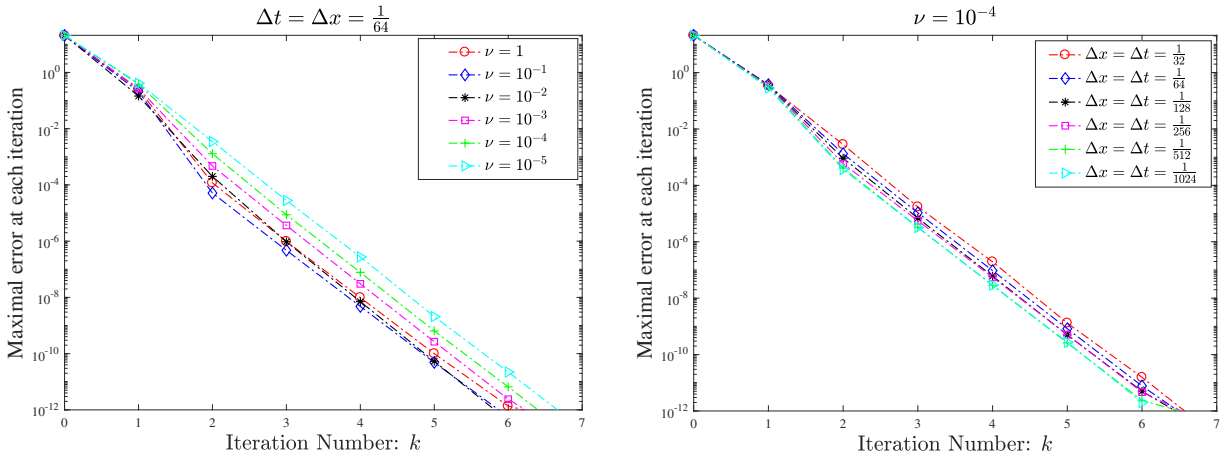 Δt = Δx = 1/64
Maximal error at each iteration
10^0
10^-2
10^-4
10^-6
10^-8
10^-10
10^-12
0 1 2 3 4 5 6 7
Iteration Number: k
ν = 1
ν = 10^-1
ν = 10^-2
ν = 10^-3
ν = 10^-4
ν = 10^-5
ν = 10^-4
Maximal error at each iteration
10^0
10^-2
10^-4
10^-6
10^-8
10^-10
10^-12
0 1 2 3 4 5 6 7
Iteration Number: k
Δx = Δt = 1/32
Δx = Δt = 1/64
Δx = Δt = 1/128
Δx = Δt = 1/256
Δx = Δt = 1/512
Δx = Δt = 1/1024